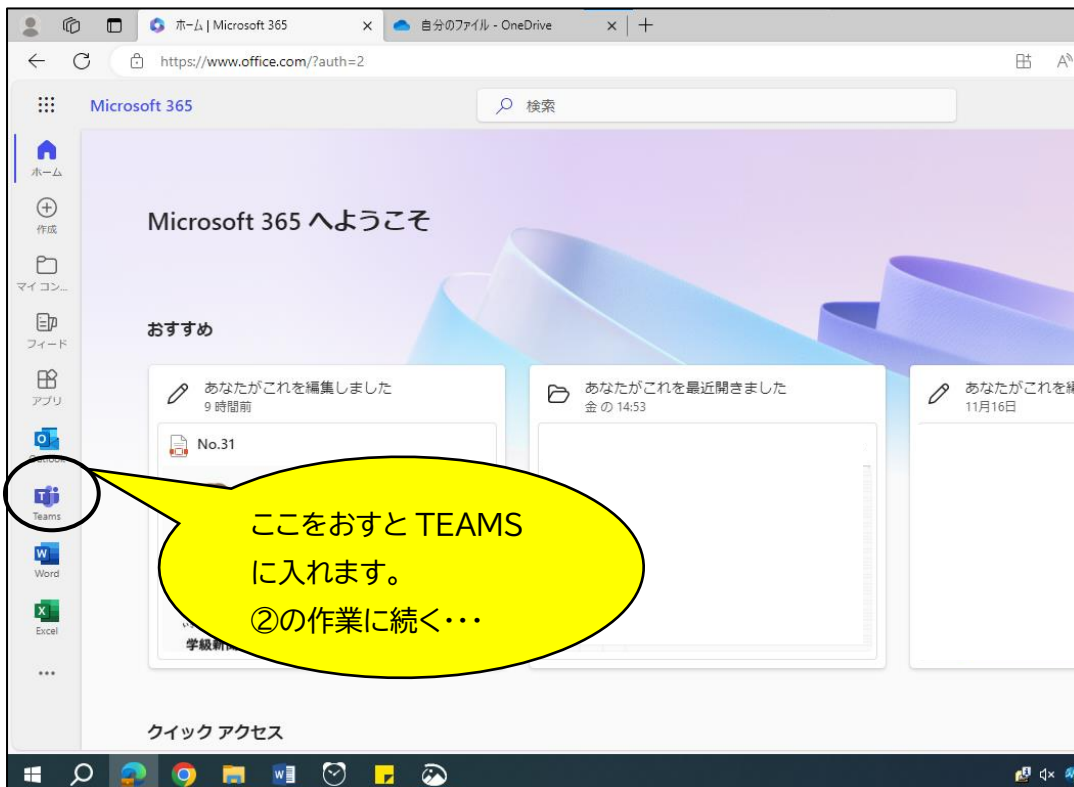 ホーム | Microsoft 365
自分のファイル - OneDrive
https://www.office.com/?auth=2
Microsoft 365
検索
ホーム
作成
マイ コン...
フィード
アプリ
Outlook
Teams
Word
Excel
Microsoft 365 へようこそ
おすすめ
あなたがこれを編集しました
9 時間前
No.31
あなたがこれを最近開きました
金 の 14:53
あなたがこれを編
11月16日
ここをおすと TEAMS
に入れます。
②の作業に続く・・・
学級新聞
クイック アクセス